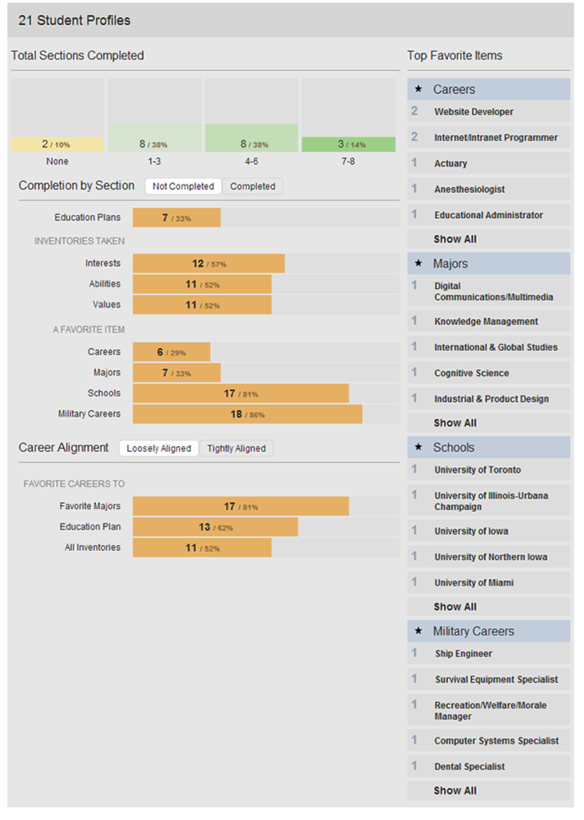 21 Student Profiles
Total Sections Completed
2 / 10%
8 / 38%
8 / 38%
3 / 14%
None
1-3
4-6
7-8
Completion by Section
Not Completed
Completed
Education Plans
7 / 33%
INVENTORIES TAKEN
Interests
12 / 57%
Abilities
11 / 52%
Values
11 / 52%
A FAVORITE ITEM
Careers
6 / 29%
Majors
7 / 33%
Schools
17 / 81%
Military Careers
18 / 86%
Career Alignment
Loosely Aligned
Tightly Aligned
FAVORITE CAREERS TO
Favorite Majors
17 / 81%
Education Plan
13 / 62%
All Inventories
11 / 52%
Top Favorite Items
★ Careers
2 Website Developer
2 Internet/Intranet Programmer
1 Actuary
1 Anesthesiologist
1 Educational Administrator
Show All
★ Majors
1 Digital
Communications/Multimedia
1 Knowledge Management
1 International & Global Studies
1 Cognitive Science
1 Industrial & Product Design
Show All
★ Schools
1 University of Toronto
1 University of Illinois-Urbana
Champaign
1 University of Iowa
1 University of Northern Iowa
1 University of Miami
Show All
★ Military Careers
1 Ship Engineer
1 Survival Equipment Specialist
1 Recreation/Welfare/Morale
Manager
1 Computer Systems Specialist
1 Dental Specialist
Show All